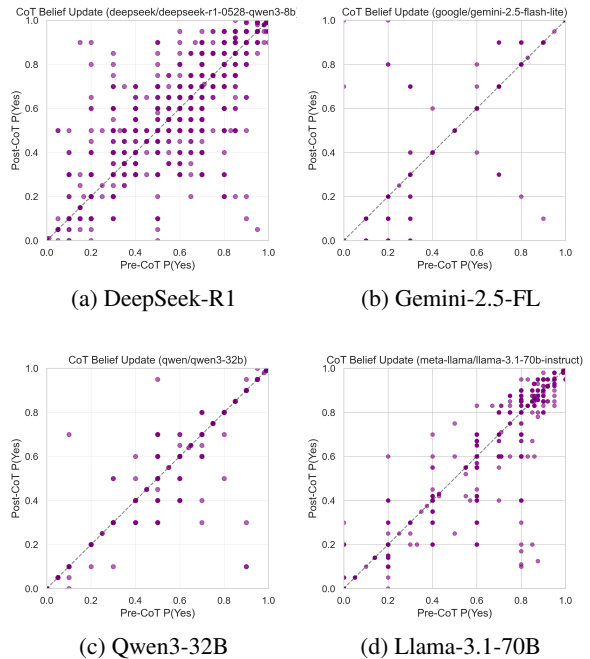 CoT Belief Update (deepseek/deepseek-r1-0528-qwen3-8b)
Post-CoT P(Yes)
1.0
0.8
0.6
0.4
0.2
0.0
0.0 0.2 0.4 0.6 0.8 1.0
Pre-CoT P(Yes)
(a) DeepSeek-R1
CoT Belief Update (google/gemini-2.5-flash-lite)
Post-CoT P(Yes)
1.0
0.8
0.6
0.4
0.2
0.0
0.0 0.2 0.4 0.6 0.8 1.0
Pre-CoT P(Yes)
(b) Gemini-2.5-FL
CoT Belief Update (qwen/qwen3-32b)
Post-CoT P(Yes)
1.0
0.8
0.6
0.4
0.2
0.0
0.0 0.2 0.4 0.6 0.8 1.0
Pre-CoT P(Yes)
(c) Qwen3-32B
CoT Belief Update (meta-llama/llama-3.1-70b-instruct)
Post-CoT P(Yes)
1.0
0.8
0.6
0.4
0.2
0.0
0.0 0.2 0.4 0.6 0.8 1.0
Pre-CoT P(Yes)
(d) Llama-3.1-70B